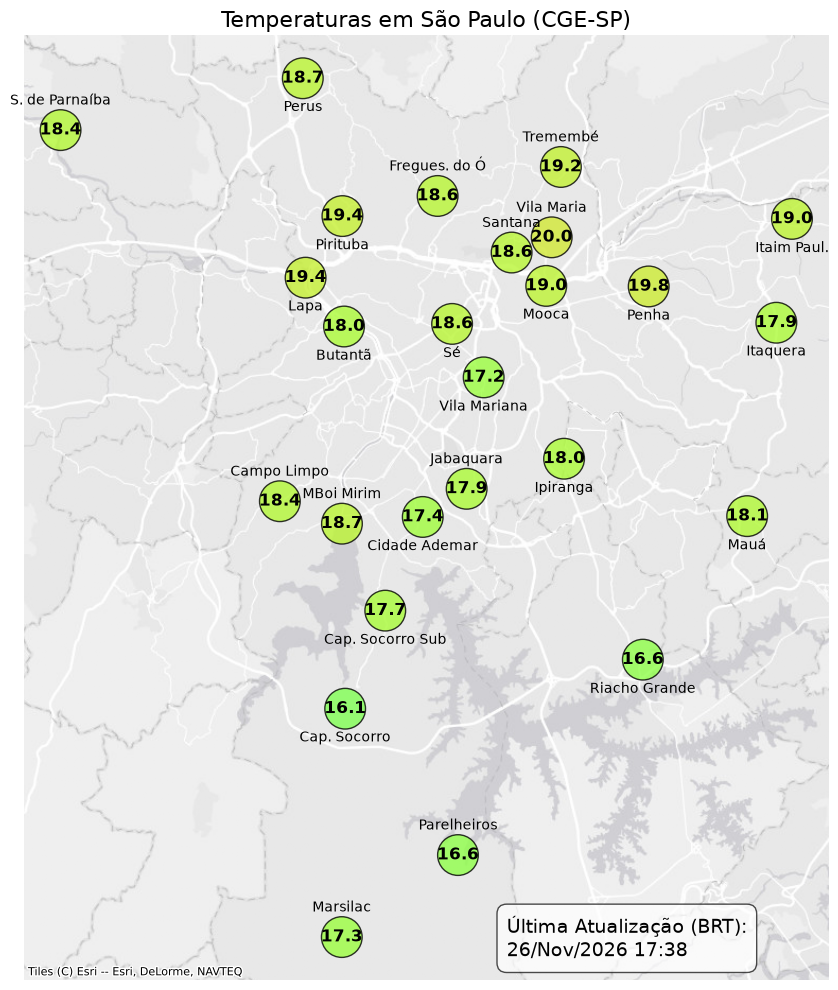 Temperaturas em São Paulo (CGE-SP)
18.7
Perus
S. de Parnaíba
18.4
Tremembé
19.2
Fregues. do Ó
18.6
19.4
Pirituba
Vila Maria
20.0
Santana
18.6
19.0
Itaim Paul.
19.4
Lapa
19.0
Mooca
19.8
Penha
18.0
Butantã
18.6
Sé
17.9
Itaquera
17.2
Vila Mariana
18.0
Ipiranga
Jabaquara
17.9
Campo Limpo
18.4
MBoi Mirim
18.7
17.4
Cidade Ademar
18.1
Mauá
17.7
Cap. Socorro Sub
16.6
Riacho Grande
16.1
Cap. Socorro
Parelheiros
16.6
Marsilac
17.3
Última Atualização (BRT):
26/Nov/2026 17:38
Tiles (C) Esri -- Esri, DeLorme, NAVTEQ